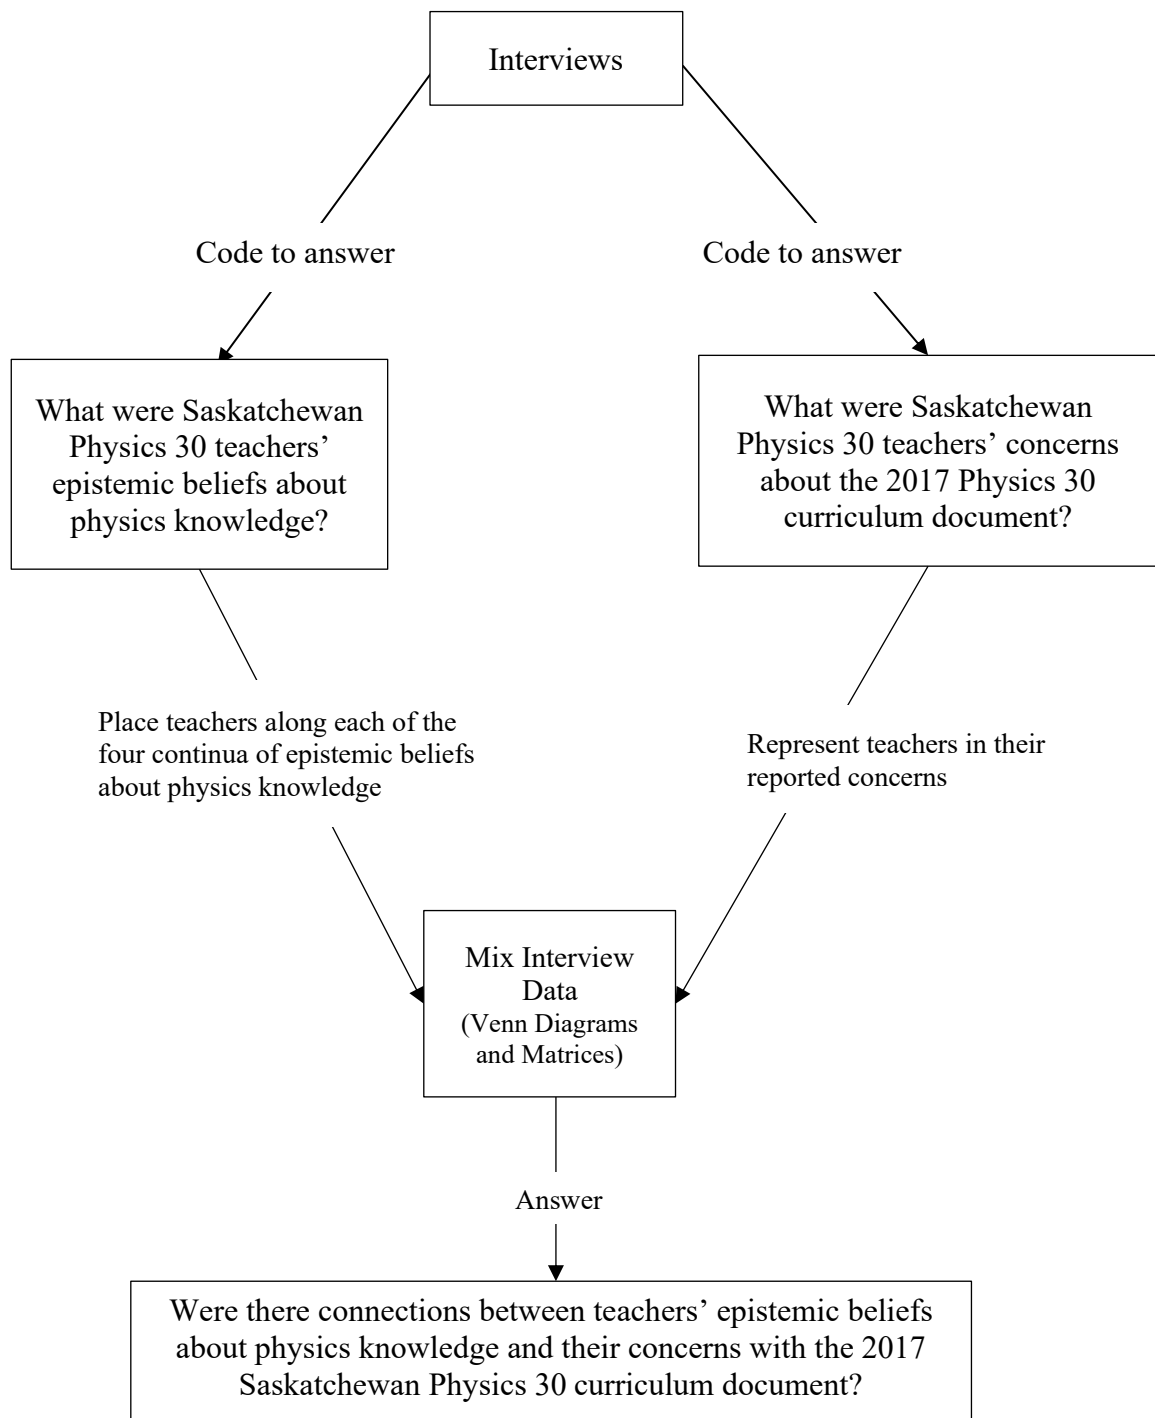 Interviews
Code to answer
Code to answer
What were Saskatchewan
Physics 30 teachers’
epistemic beliefs about
physics knowledge?
What were Saskatchewan
Physics 30 teachers’ concerns
about the 2017 Physics 30
curriculum document?
Place teachers along each of the
four continua of epistemic beliefs
about physics knowledge
Represent teachers in their
reported concerns
Mix Interview
Data
(Venn Diagrams
and Matrices)
Answer
Were there connections between teachers’ epistemic beliefs
about physics knowledge and their concerns with the 2017
Saskatchewan Physics 30 curriculum document?